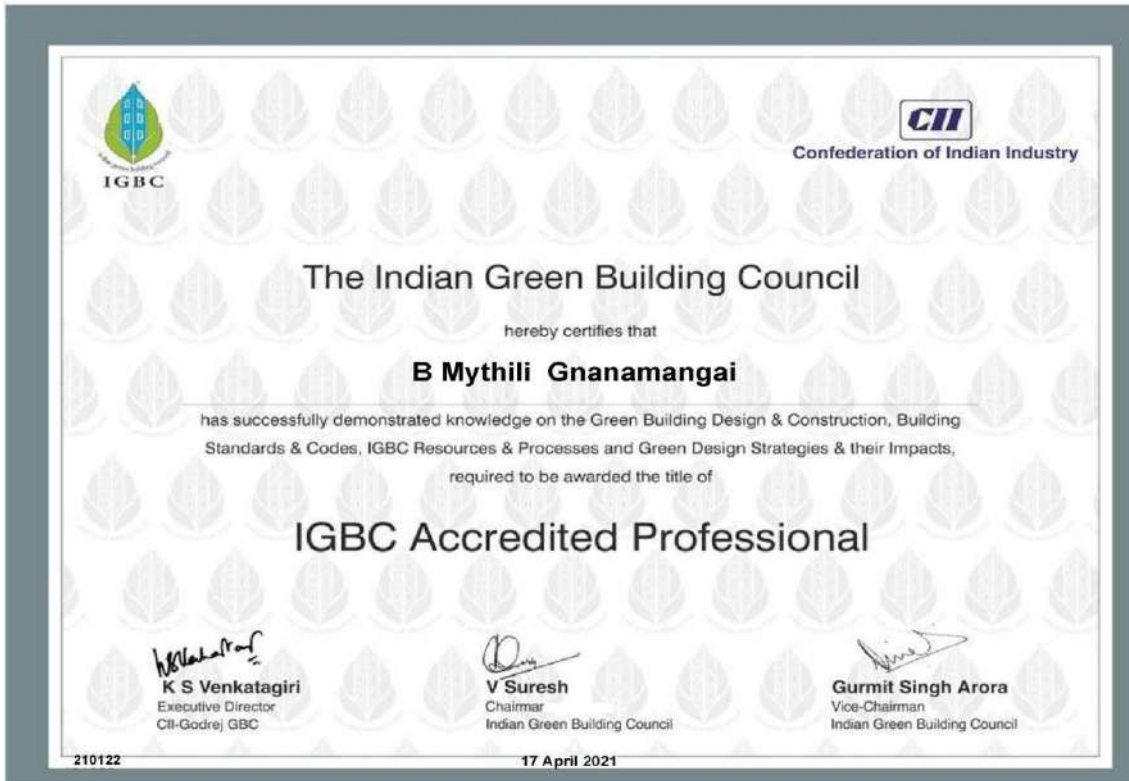 IGBC
CII
Confederation of Indian Industry
The Indian Green Building Council
hereby certifies that
B Mythili Gnanamangai
has successfully demonstrated knowledge on the Green Building Design & Construction, Building
Standards & Codes, IGBC Resources & Processes and Green Design Strategies & their Impacts,
required to be awarded the title of
IGBC Accredited Professional
K S Venkatagiri
Executive Director
CII-Godrej GBC
V Suresh
Chairmar
Indian Green Building Council
Gurmit Singh Arora
Vice-Chairman
Indian Green Building Council
210122
17 April 2021